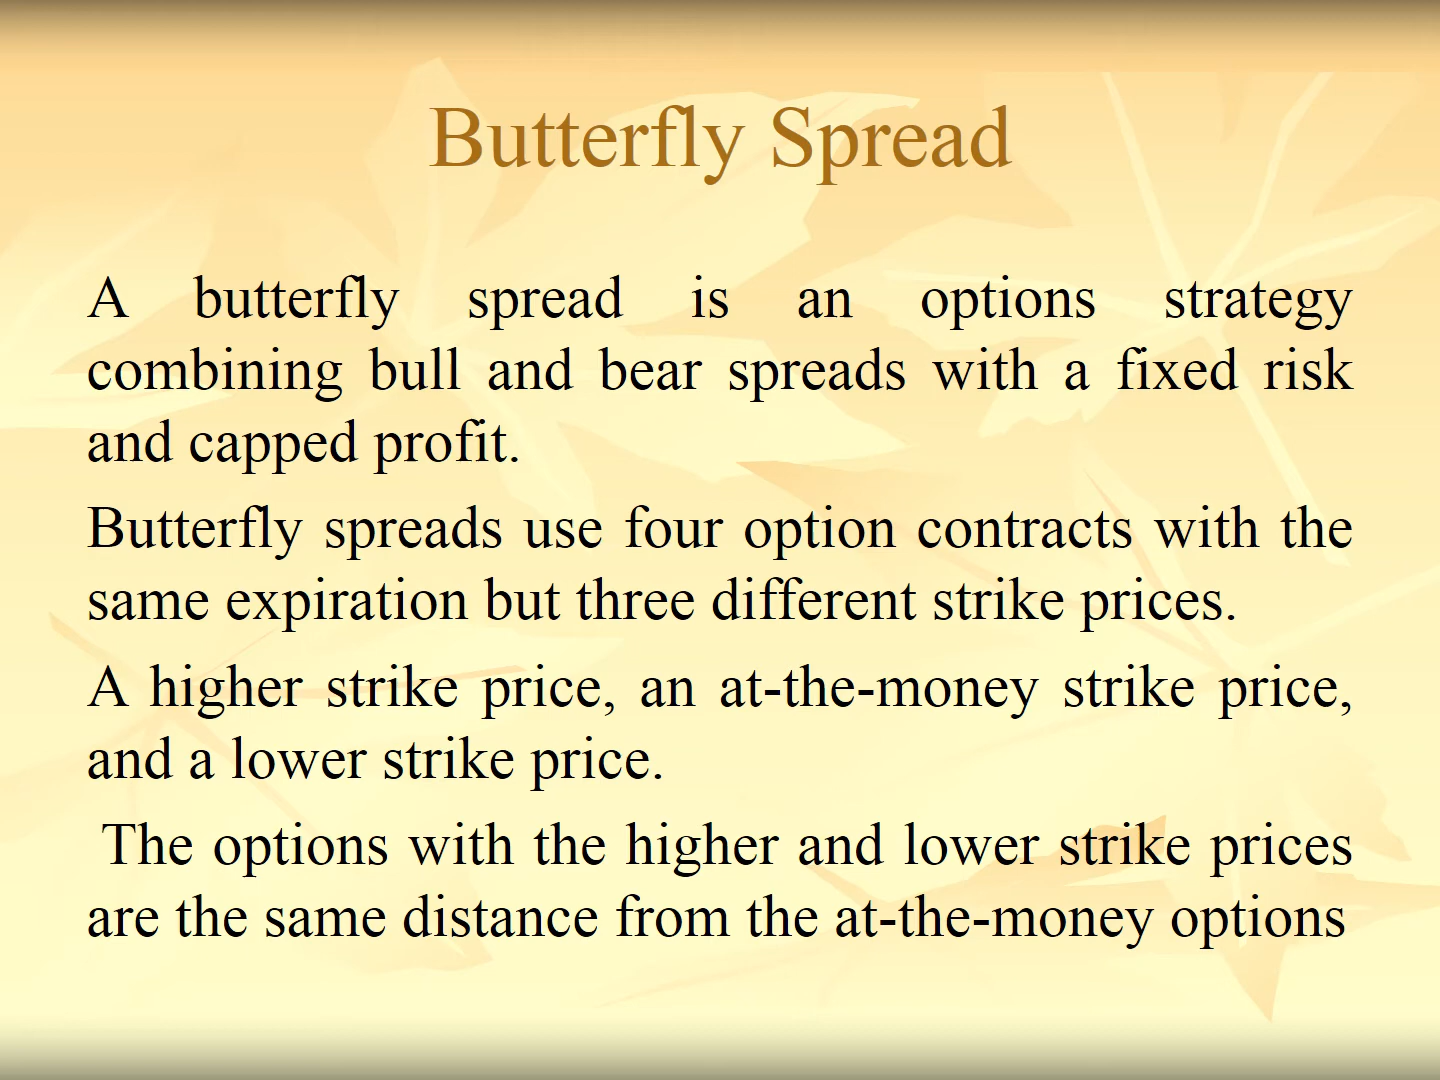 Butterfly Spread
A butterfly spread is an options strategy
combining bull and bear spreads with a fixed risk
and capped profit.
Butterfly spreads use four option contracts with the
same expiration but three different strike prices.
A higher strike price, an at-the-money strike price,
and a lower strike price.
The options with the higher and lower strike prices
are the same distance from the at-the-money options